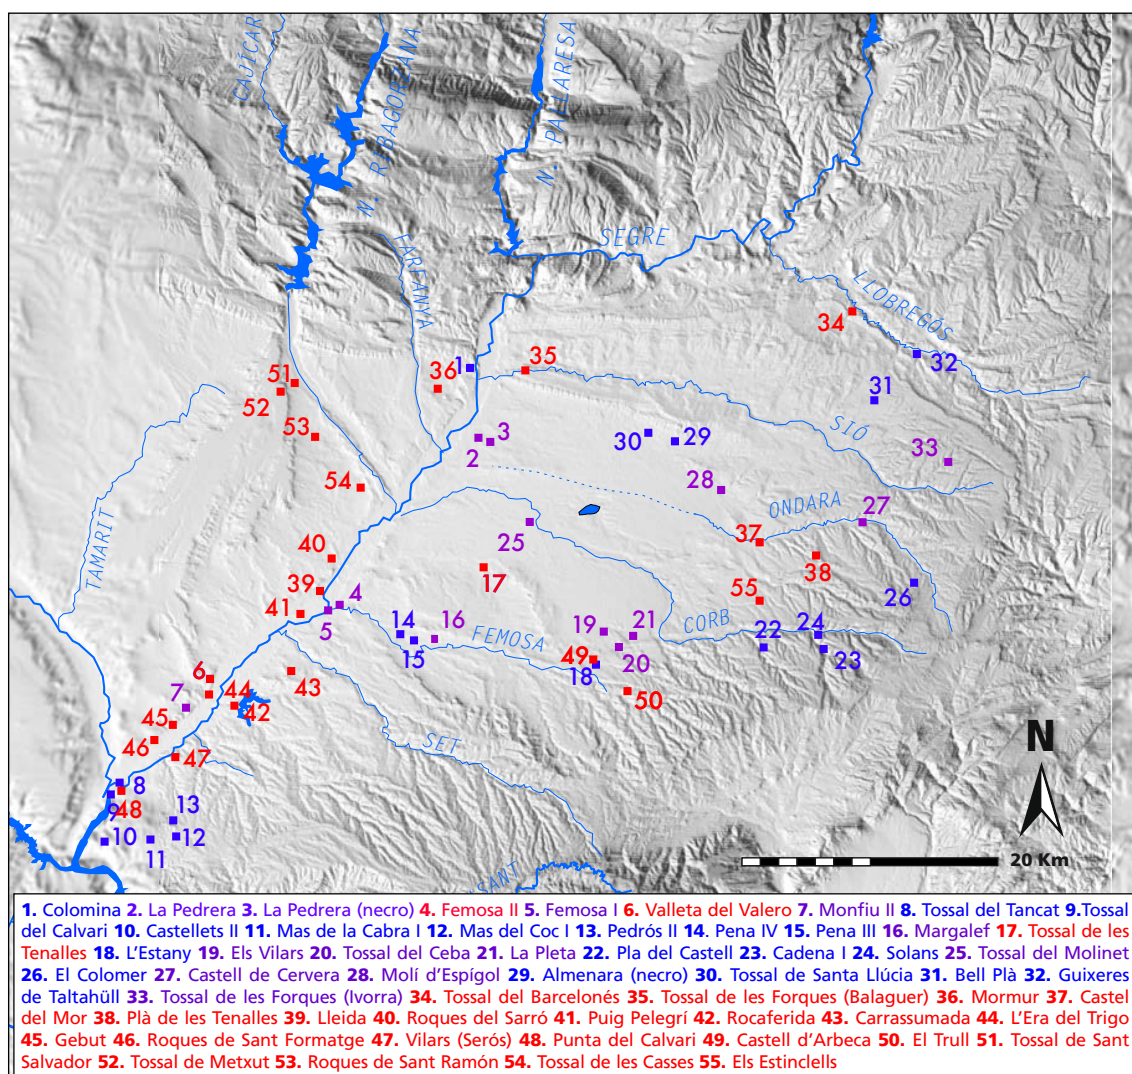 CAJÍCAR
N. RIBAGORÇANA
N. PALLARESA
FARFANYA
SEGRE
LLOBREGÓS
34
32
1
35
36
31
51
52
SIÓ
53
30
29
3
2
33
28
54
ONDARA
27
TAMARIT
25
37
40
17
38
39
55
26
4
41
5
14
16
19
21
CORB
24
15
FEMOSA
22
20
23
49
18
6
43
50
7
44
42
45
46
SET
47
N
8
9
48
13
10
12
11
20 Km
1. Colomina 2. La Pedrera 3. La Pedrera (necro) 4. Femosa II 5. Femosa I 6. Valleta del Valero 7. Monfiu II 8. Tossal del Tancat 9.Tossal
del Calvari 10. Castellets II 11. Mas de la Cabra I 12. Mas del Coc I 13. Pedrós II 14. Pena IV 15. Pena III 16. Margalef 17. Tossal de les
Tenalles 18. L'Estany 19. Els Vilars 20. Tossal del Ceba 21. La Pleta 22. Pla del Castell 23. Cadena I 24. Solans 25. Tossal del Molinet
26. El Colomer 27. Castell de Cervera 28. Molí d'Espígol 29. Almenara (necro) 30. Tossal de Santa Llúcia 31. Bell Plà 32. Guixeres
de Taltahüll 33. Tossal de les Forques (Ivorra) 34. Tossal del Barcelonés 35. Tossal de les Forques (Balaguer) 36. Mormur 37. Castel
del Mor 38. Plà de les Tenalles 39. Lleida 40. Roques del Sarró 41. Puig Pelegrí 42. Rocaferida 43. Carrassumada 44. L'Era del Trigo
45. Gebut 46. Roques de Sant Formatge 47. Vilars (Serós) 48. Punta del Calvari 49. Castell d'Arbeca 50. El Trull 51. Tossal de Sant
Salvador 52. Tossal de Metxut 53. Roques de Sant Ramón 54. Tossal de les Casses 55. Els Estinclells